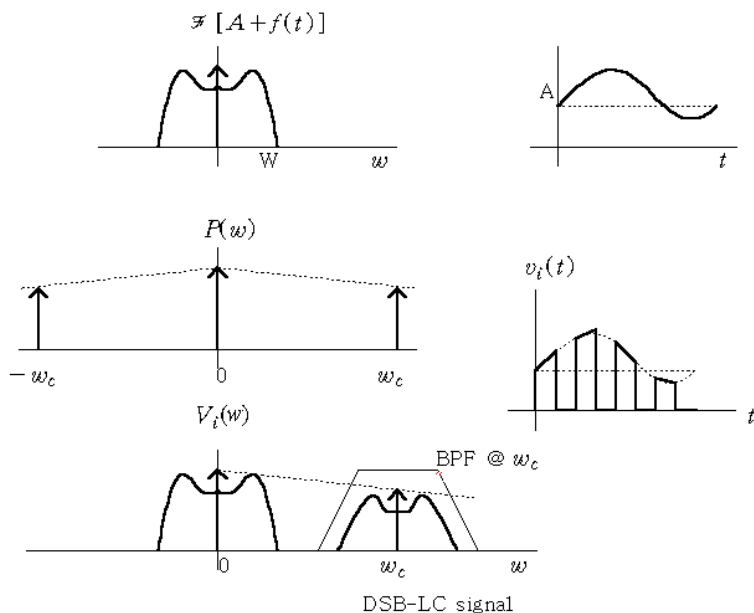 ℱ [A+f(t)]
W
w
A
t
P(w)
−w_c
0
w_c
v_i(t)
t
V_i(w)
BPF @ w_c
0
w_c
w
DSB-LC signal